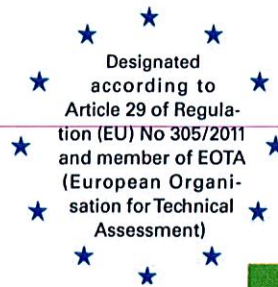 Designated
according to
Article 29 of Regula-
tion (EU) No 305/2011
and member of EOTA
(European Organi-
sation for Technical
Assessment)